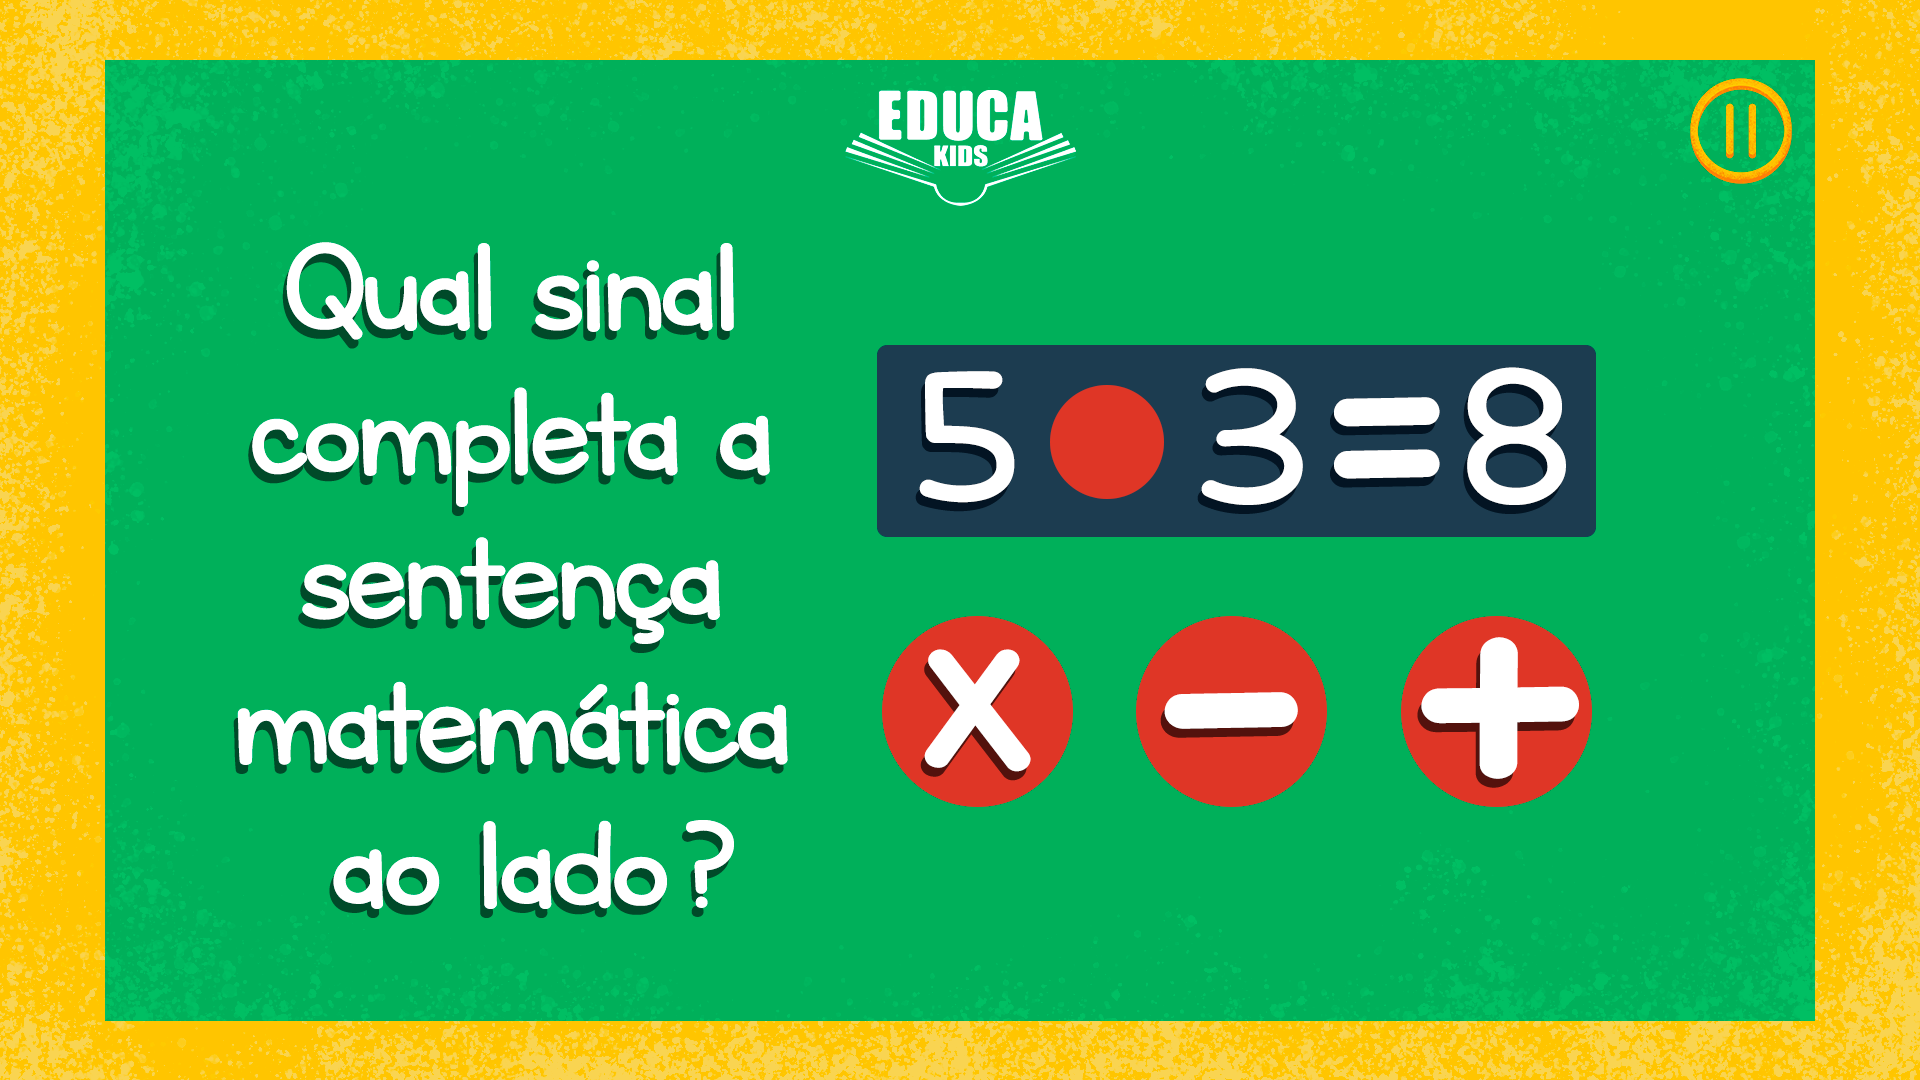 EDUCA
KIDS
Qual sinal
completa a
sentença
matemática
ao lado?
5 ● 3=8
x - +